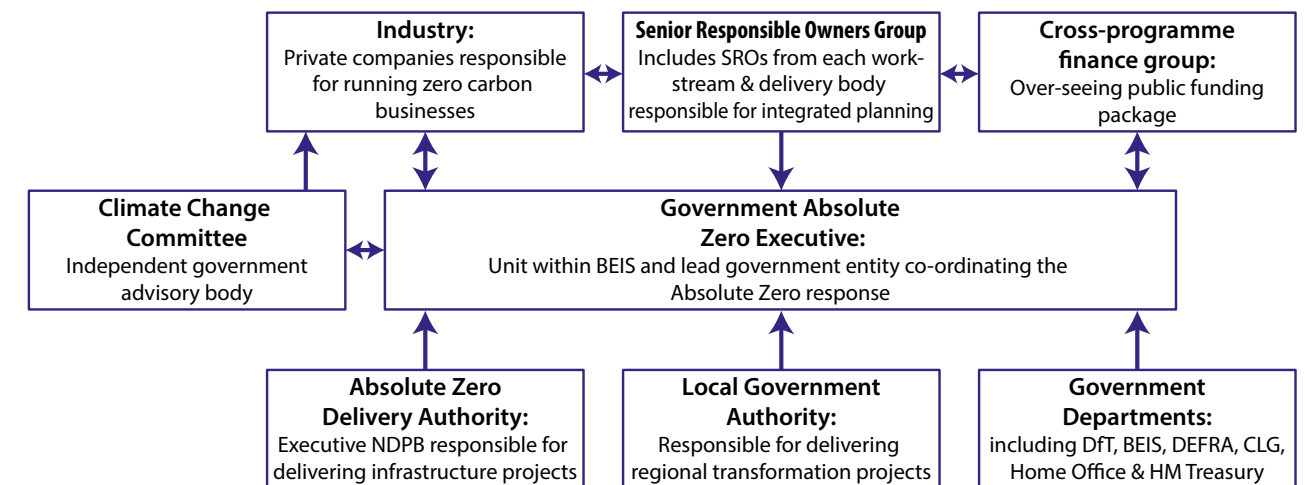 Industry:
Private companies responsible
for running zero carbon
businesses
Senior Responsible Owners Group
Includes SROs from each work-
stream & delivery body
responsible for integrated planning
Cross-programme
finance group:
Over-seeing public funding
package
Climate Change
Committee
Independent government
advisory body
Government Absolute
Zero Executive:
Unit within BEIS and lead government entity co-ordinating the
Absolute Zero response
Absolute Zero
Delivery Authority:
Executive NDPB responsible for
delivering infrastructure projects
Local Government
Authority:
Responsible for delivering
regional transformation projects
Government
Departments:
including DfT, BEIS, DEFRA, CLG,
Home Office & HM Treasury